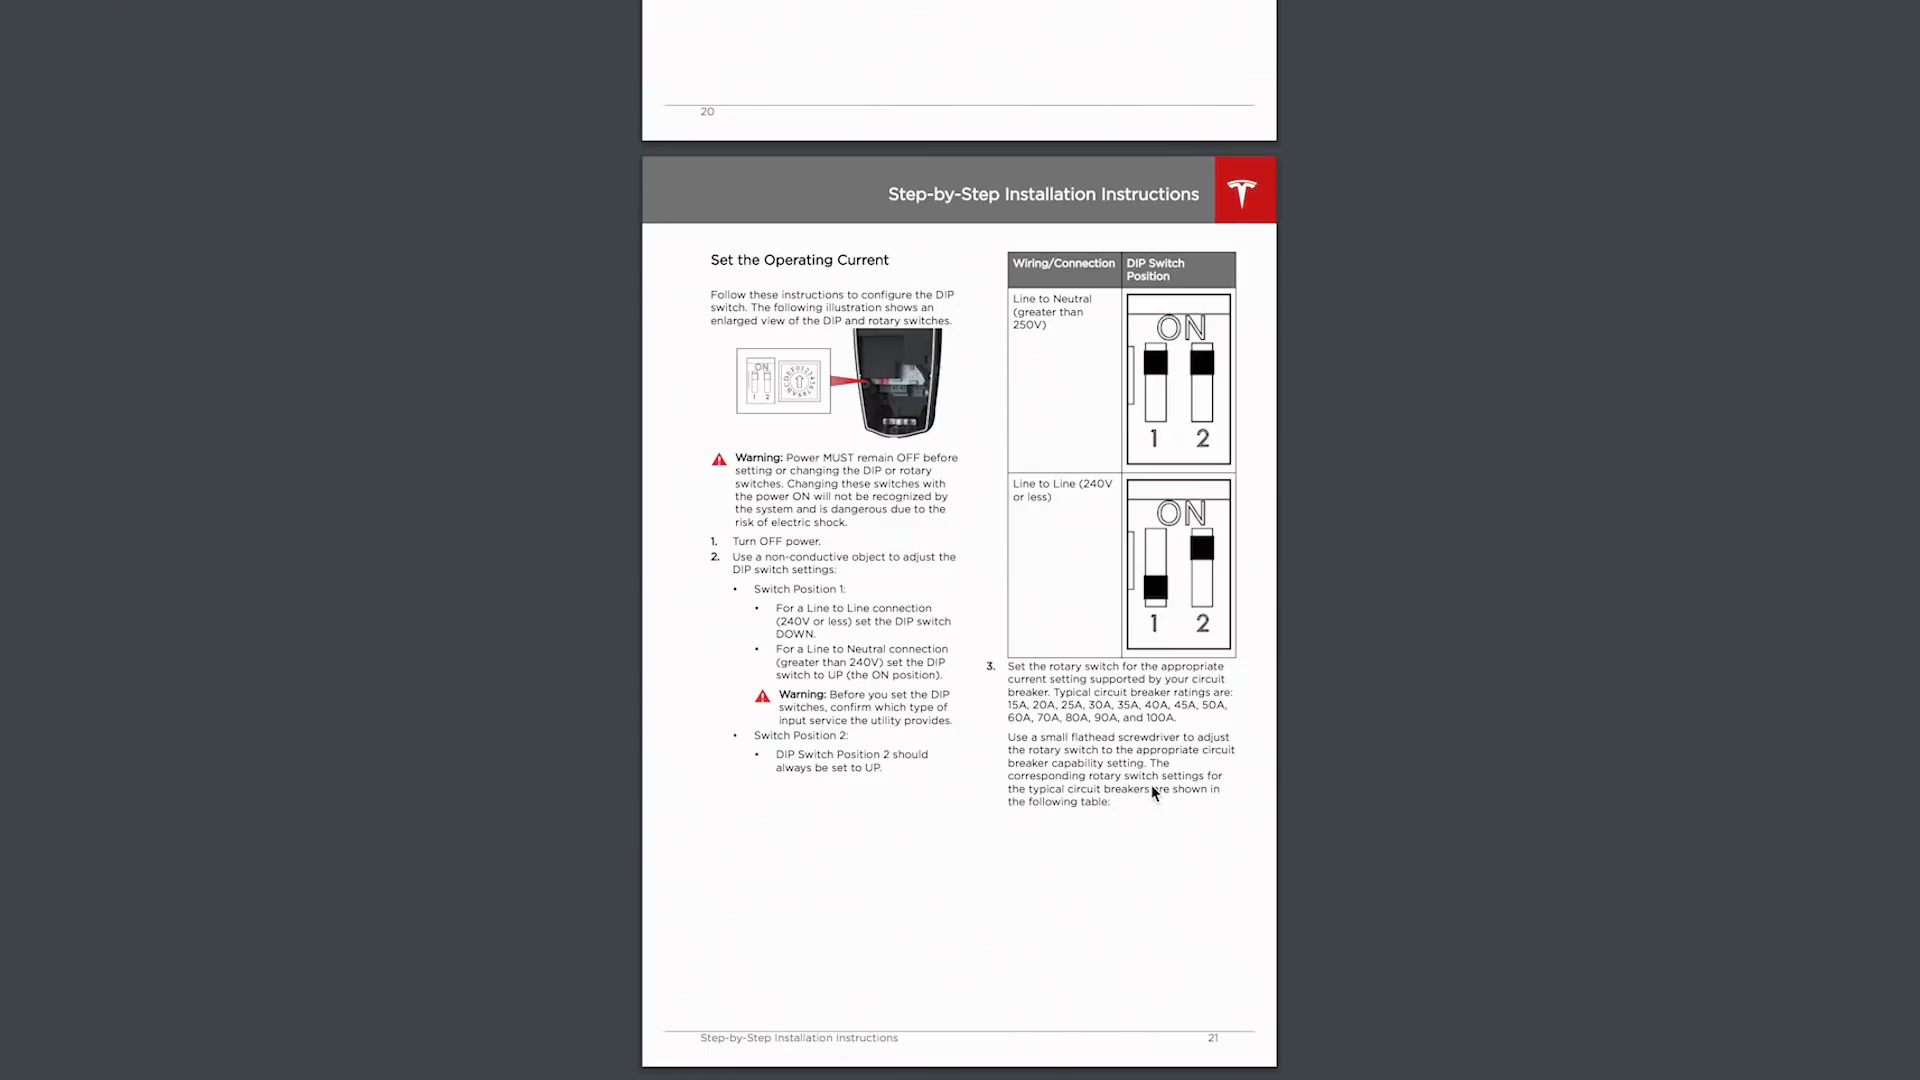 20
Step-by-Step Installation Instructions
Set the Operating Current
Follow these instructions to configure the DIP
switch. The following illustration shows an
enlarged view of the DIP and rotary switches.
ON
1 2
Warning: Power MUST remain OFF before
setting or changing the DIP or rotary
switches. Changing these switches with
the power ON will not be recognized by
the system and is dangerous due to the
risk of electric shock.
1. Turn OFF power.
2. Use a non-conductive object to adjust the
DIP switch settings:
• Switch Position 1:
• For a Line to Line connection
(240V or less) set the DIP switch
DOWN.
• For a Line to Neutral connection
(greater than 240V) set the DIP
switch to UP (the ON position).
Warning: Before you set the DIP
switches, confirm which type of
input service the utility provides.
• Switch Position 2:
• DIP Switch Position 2 should
always be set to UP.
Wiring/Connection
DIP Switch
Position
Line to Neutral
(greater than
250V)
ON
1 2
Line to Line (240V
or less)
ON
1 2
3. Set the rotary switch for the appropriate
current setting supported by your circuit
breaker. Typical circuit breaker ratings are:
15A, 20A, 25A, 30A, 35A, 40A, 45A, 50A,
60A, 70A, 80A, 90A, and 100A.
Use a small flathead screwdriver to adjust
the rotary switch to the appropriate circuit
breaker capability setting. The
corresponding rotary switch settings for
the typical circuit breakers are shown in
the following table:
Step-by-Step Installation Instructions
21